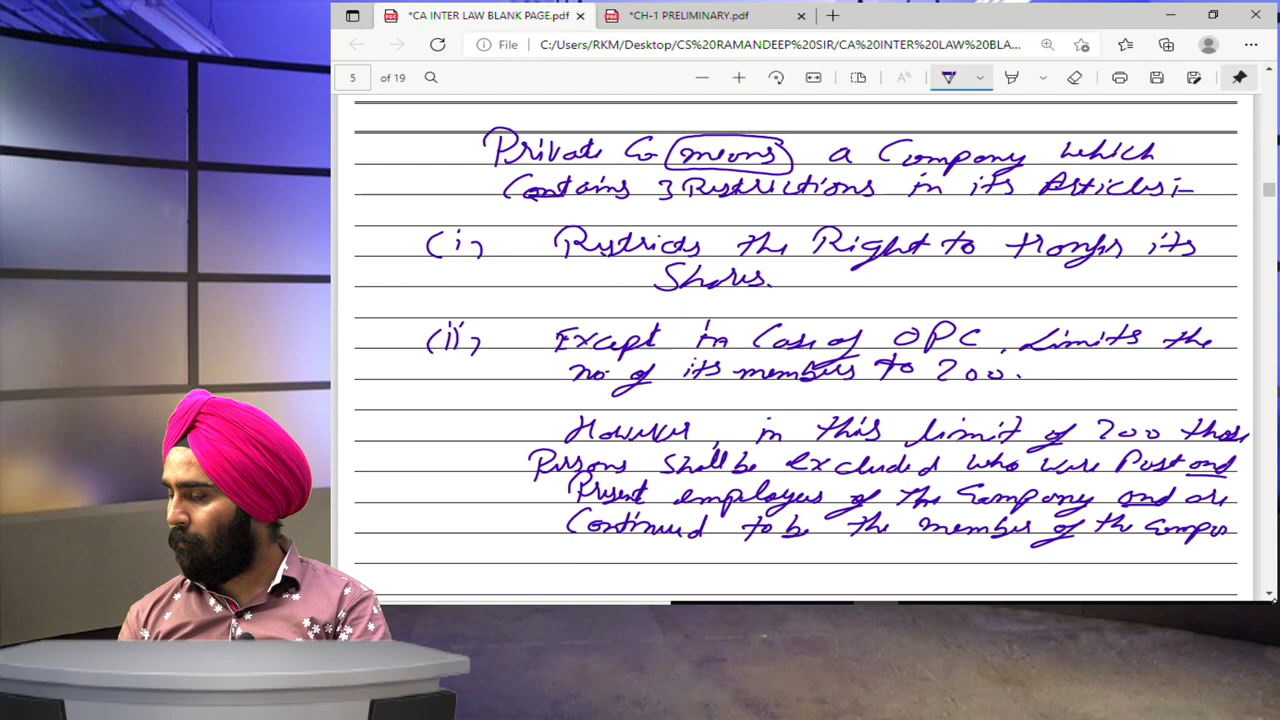 *CA INTER LAW BLANK PAGE.pdf
*CH-1 PRELIMINARY.pdf
File C:/Users/RKM/Desktop/CS%20RAMANDEEP%20SIR/CA%20INTER%20LAW%20BLA...
5 of 19
Private Co means a Company which
Contains 3 Restrictions in its Articles:-
(i) Restricts the Right to transfer its
Shares.
(ii) Except in Case of OPC, Limits the
no. of its members to 200.
However, in this limit of 200 those
Persons Shall be excluded who were Past and
Present employees of the Company and are
Continued to be the member of the